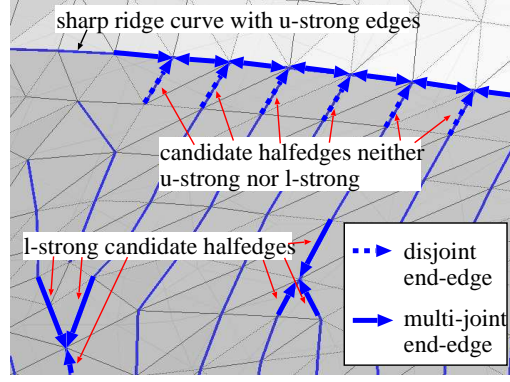 sharp ridge curve with u-strong edges
candidate halfedges neither
u-strong nor l-strong
l-strong candidate halfedges
disjoint
end-edge
multi-joint
end-edge